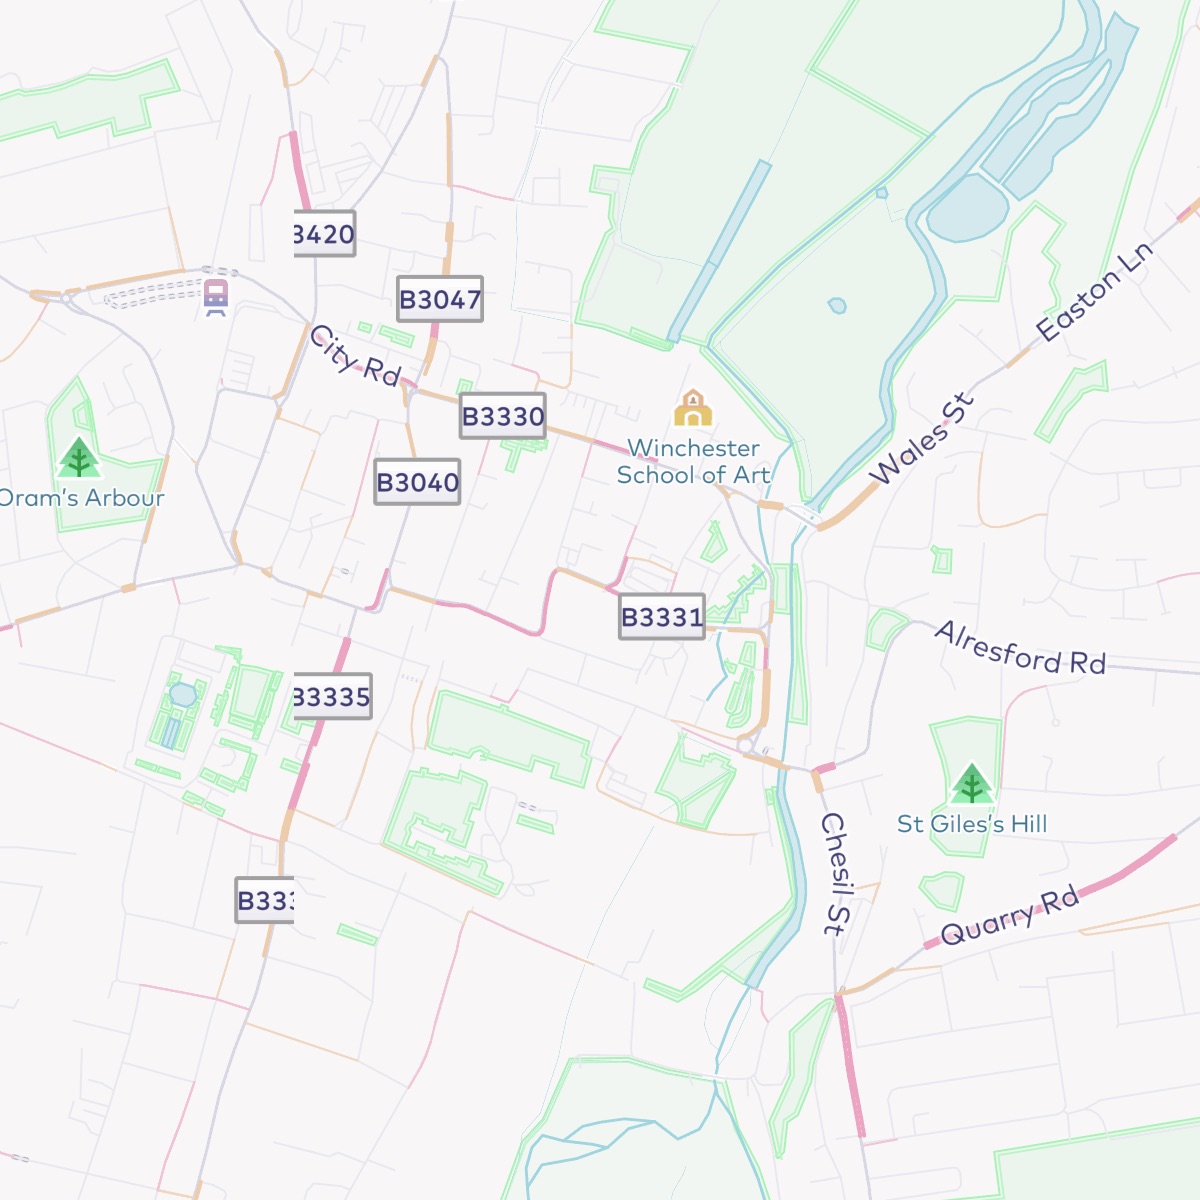 B3420
Easton Ln
B3047
City Rd
B3330
Wales St
Winchester
School of Art
B3040
Oram's Arbour
B3331
Alresford Rd
B3335
St Giles's Hill
Chesil St
B333
Quarry Rd